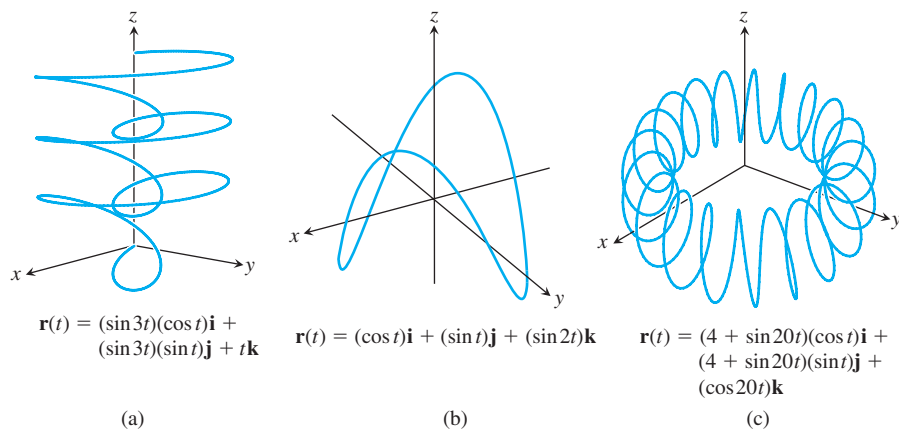 z
x
y
r(t) = (sin 3t)(cos t)i +
(sin 3t)(sin t)j + tk
(a)
z
x
y
r(t) = (cos t)i + (sin t)j + (sin 2t)k
(b)
z
x
y
r(t) = (4 + sin 20t)(cos t)i +
(4 + sin 20t)(sin t)j +
(cos 20t)k
(c)